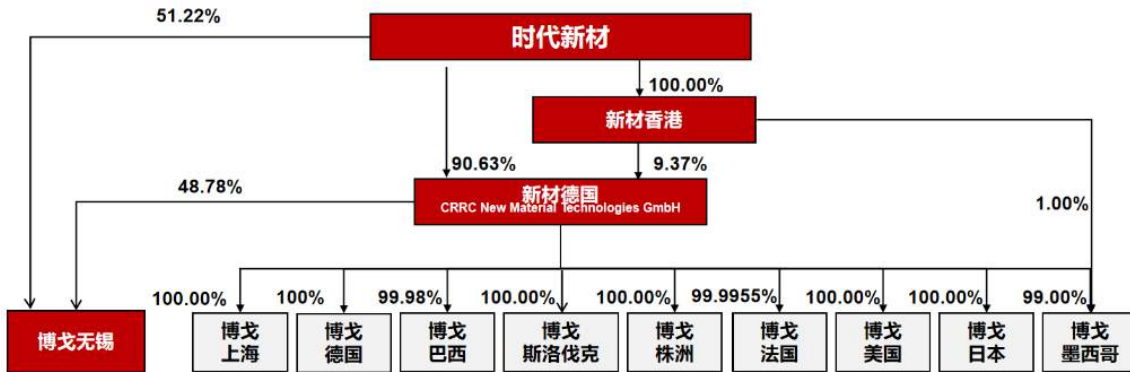 51.22%
时代新材
100.00%
新材香港
90.63%
9.37%
48.78%
新材德国
CRRC New Material Technologies GmbH
1.00%
100.00%
100%
99.98%
100.00%
100.00%
99.9955%
100.00%
100.00%
99.00%
博戈无锡
博戈
上海
博戈
德国
博戈
巴西
博戈
斯洛伐克
博戈
株洲
博戈
法国
博戈
美国
博戈
日本
博戈
墨西哥